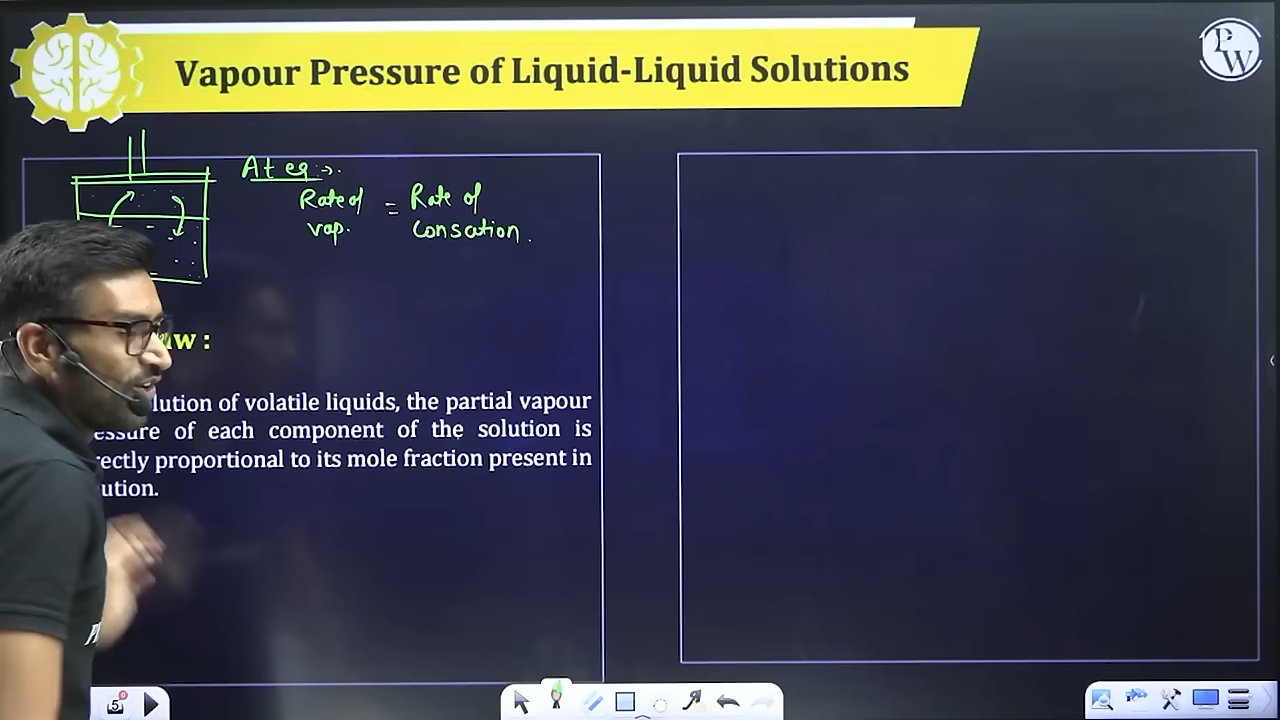 Vapour Pressure of Liquid-Liquid Solutions
PW
At eq :-
Rate of = Rate of
vap. consation.
aw :
lution of volatile liquids, the partial vapour
essure of each component of the solution is
rectly proportional to its mole fraction present in
ution.
5